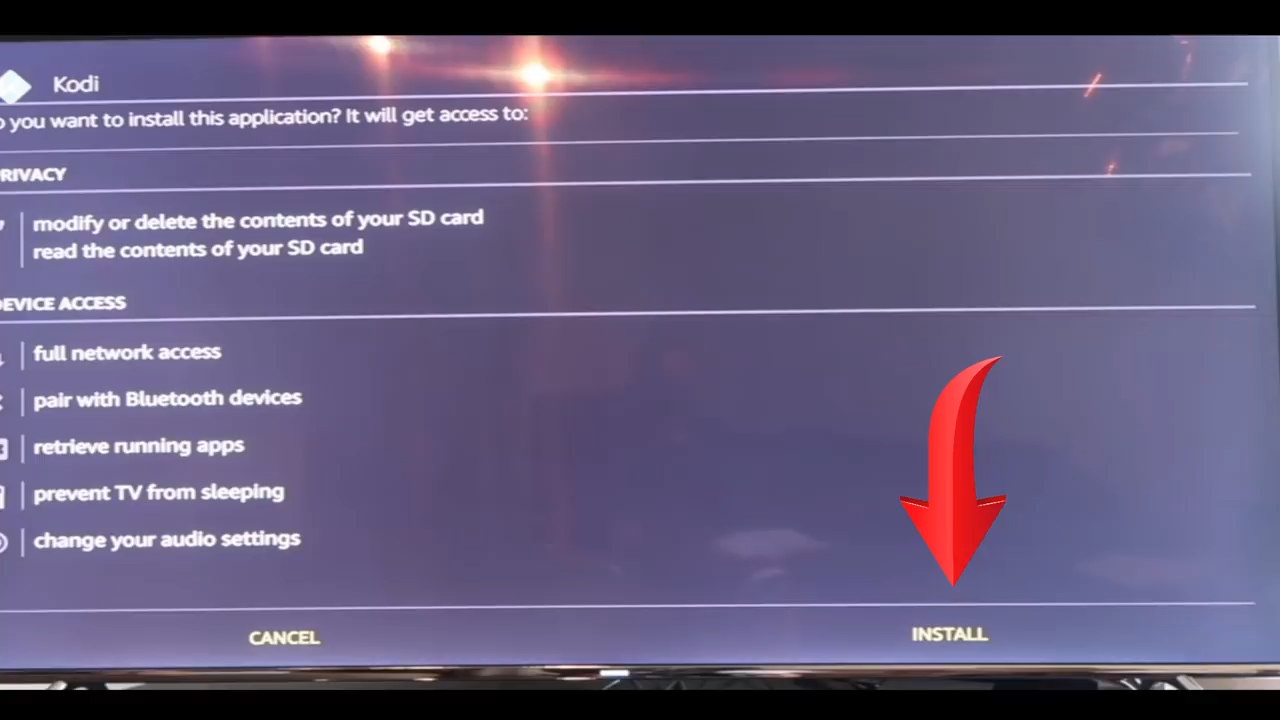 Kodi
o you want to install this application? It will get access to:
RIVACY
modify or delete the contents of your SD card
read the contents of your SD card
EVICE ACCESS
full network access
pair with Bluetooth devices
retrieve running apps
prevent TV from sleeping
change your audio settings
CANCEL
INSTALL